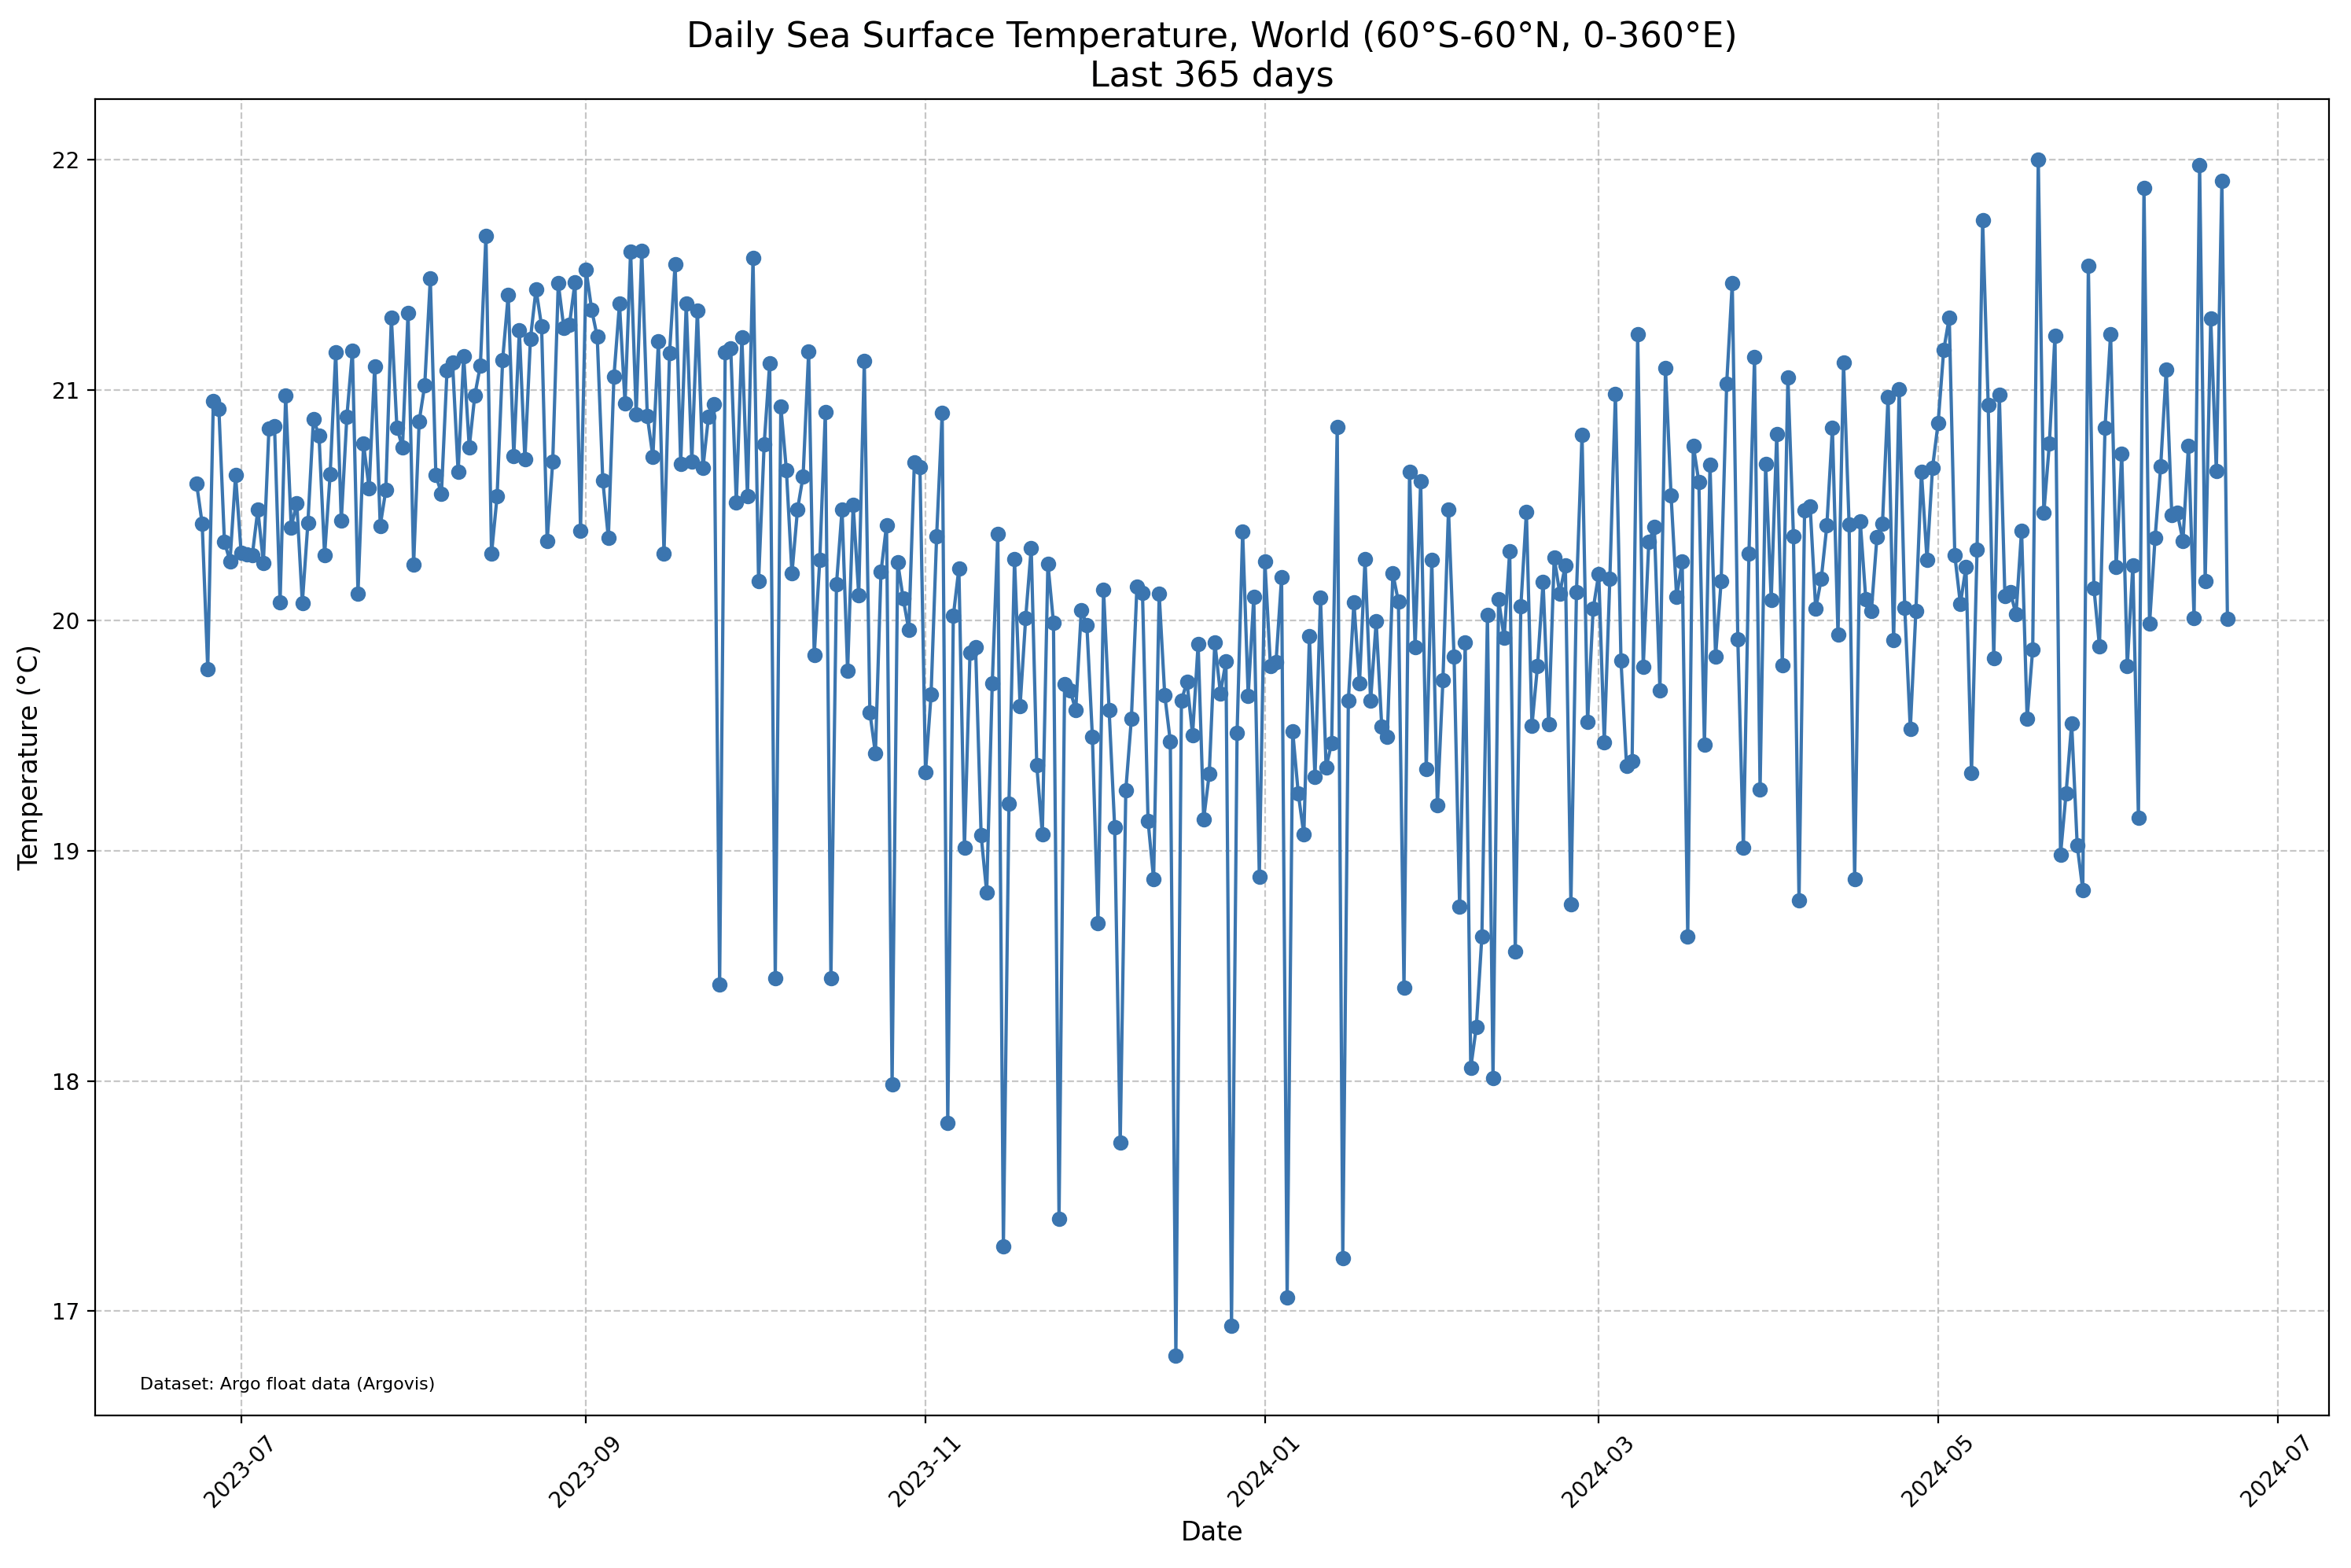 Daily Sea Surface Temperature, World (60°S-60°N, 0-360°E)
Last 365 days
Temperature (°C)
22
21
20
19
18
17
Dataset: Argo float data (Argovis)
2023-07
2023-09
2023-11
2024-01
2024-03
2024-05
2024-07
Date